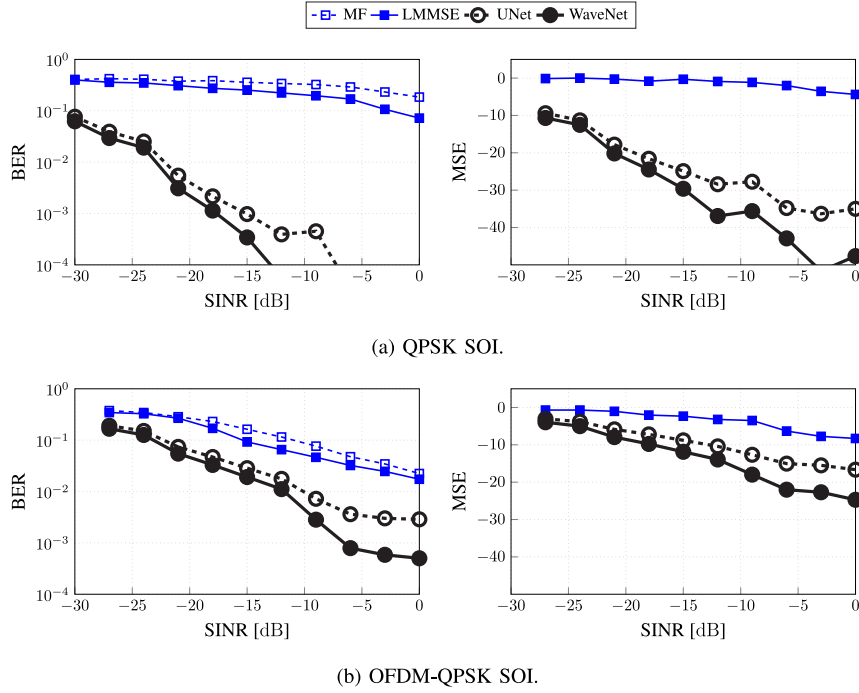 MF LMMSE UNet WaveNet
10^0
10^−1
10^−2
10^−3
10^−4
BER
−30 −25 −20 −15 −10 −5 0
SINR [dB]
0
−10
−20
−30
−40
MSE
−30 −25 −20 −15 −10 −5 0
SINR [dB]
(a) QPSK SOI.
10^0
10^−1
10^−2
10^−3
10^−4
BER
−30 −25 −20 −15 −10 −5 0
SINR [dB]
0
−10
−20
−30
−40
MSE
−30 −25 −20 −15 −10 −5 0
SINR [dB]
(b) OFDM-QPSK SOI.